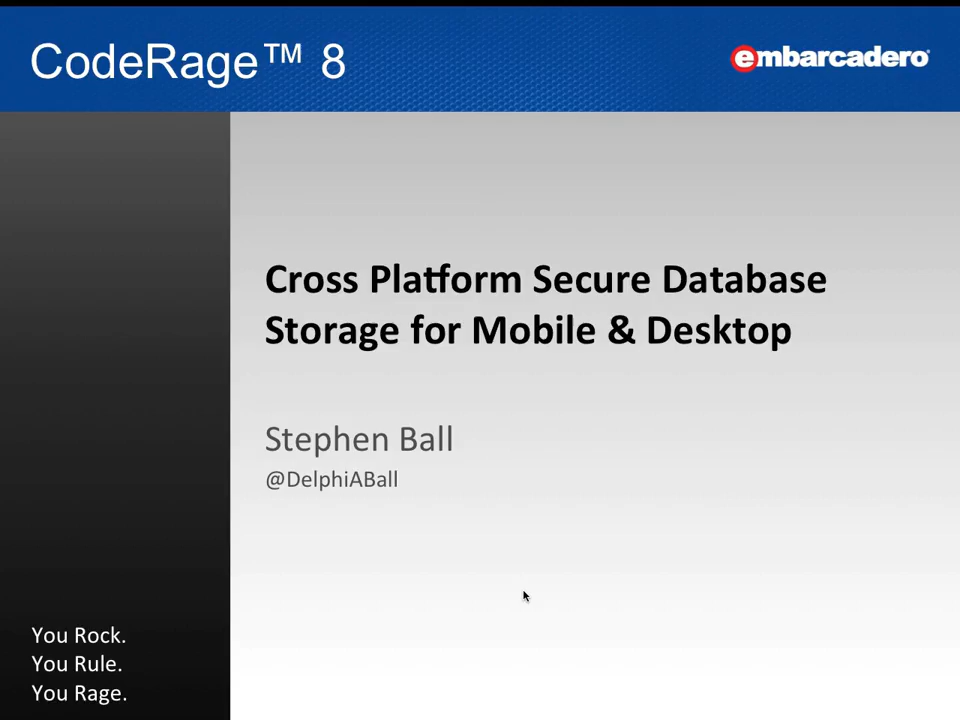 CodeRage™ 8
embarcadero®
Cross Platform Secure Database
Storage for Mobile & Desktop
Stephen Ball
@DelphiABall
You Rock.
You Rule.
You Rage.